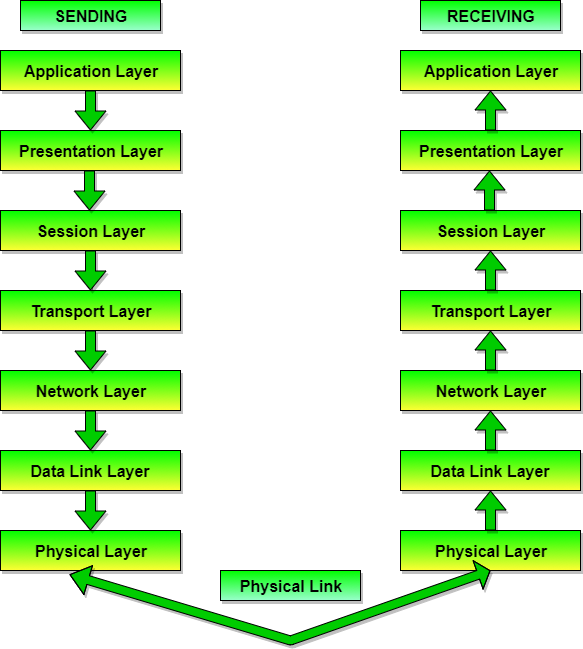 SENDING
RECEIVING
Application Layer
Application Layer
Presentation Layer
Presentation Layer
Session Layer
Session Layer
Transport Layer
Transport Layer
Network Layer
Network Layer
Data Link Layer
Data Link Layer
Physical Layer
Physical Layer
Physical Link